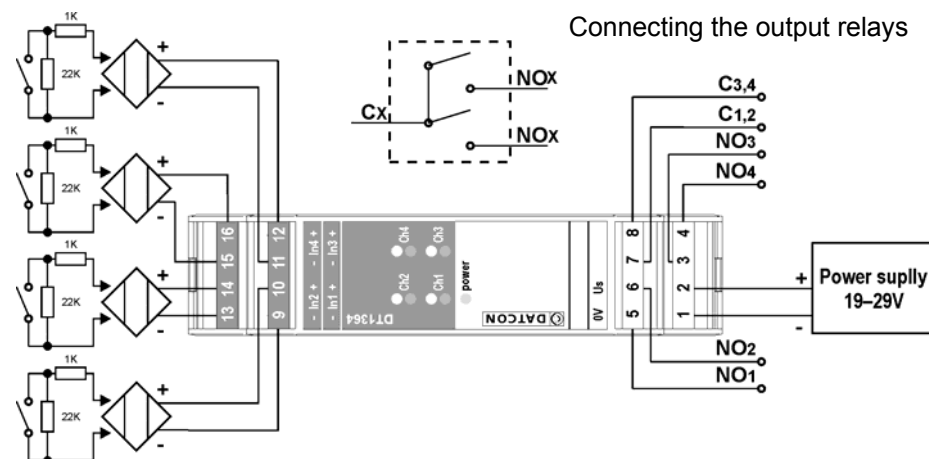 Connecting the output relays
1K
22K
+
-
1K
22K
+
-
1K
22K
+
-
1K
22K
+
-
Cx
NOx
NOx
C3,4
C1,2
NO3
NO4
16
15
14
13
12
11
10
9
- In2 + - In4 +
- In1 + - In3 +
Ch4
Ch3
Ch2
Ch1
power
DT1364
DATCON
0V Us
8
7
6
5
4
3
2
1
+
-
Power suplly
19–29V
NO2
NO1